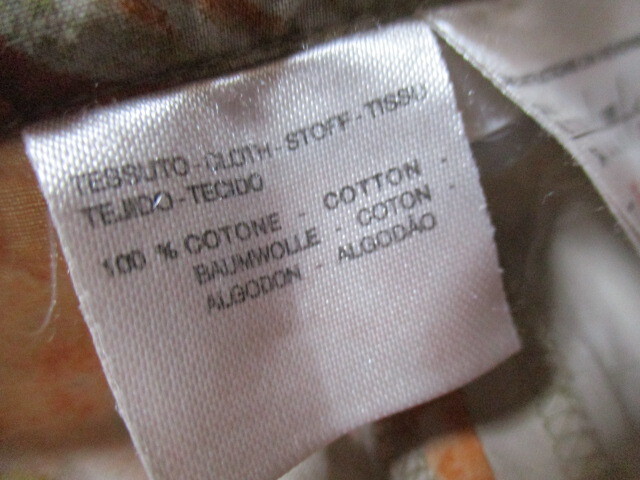 TESSUTO - CLOTH - STOFF - TISSU
TEJIDO - TECIDO
100 % COTONE - COTTON -
BAUMWOLLE - COTON -
ALGODON - ALGODÃO